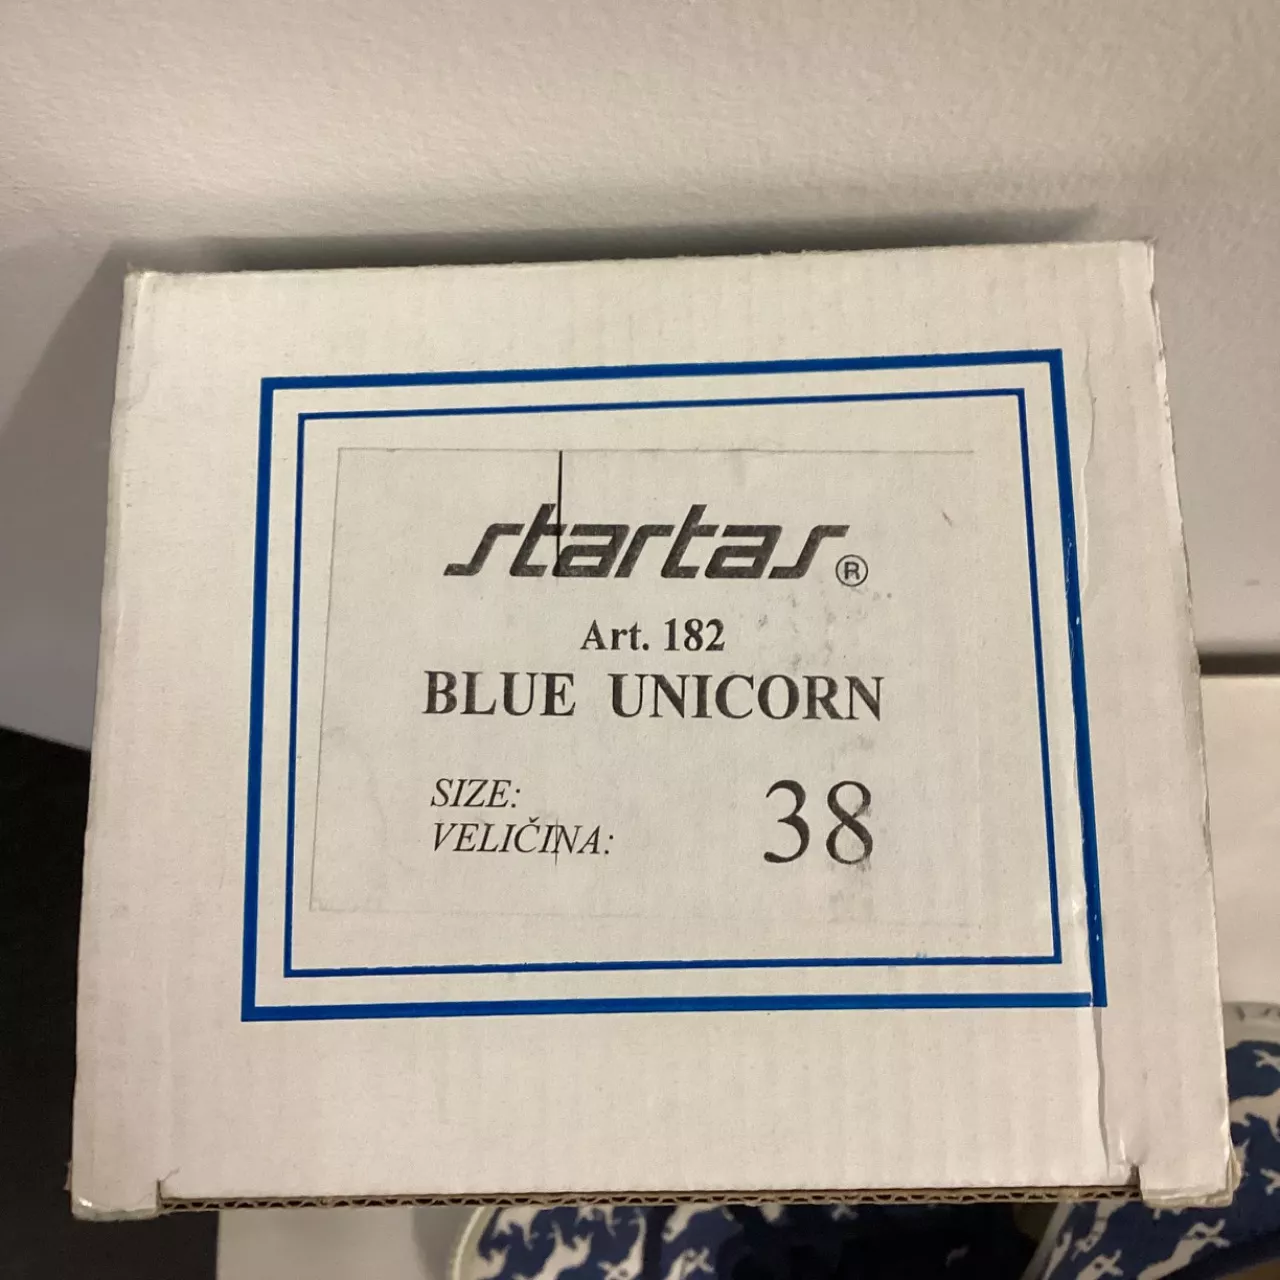 startas ®
Art. 182
BLUE UNICORN
SIZE:
VELIČINA: 38